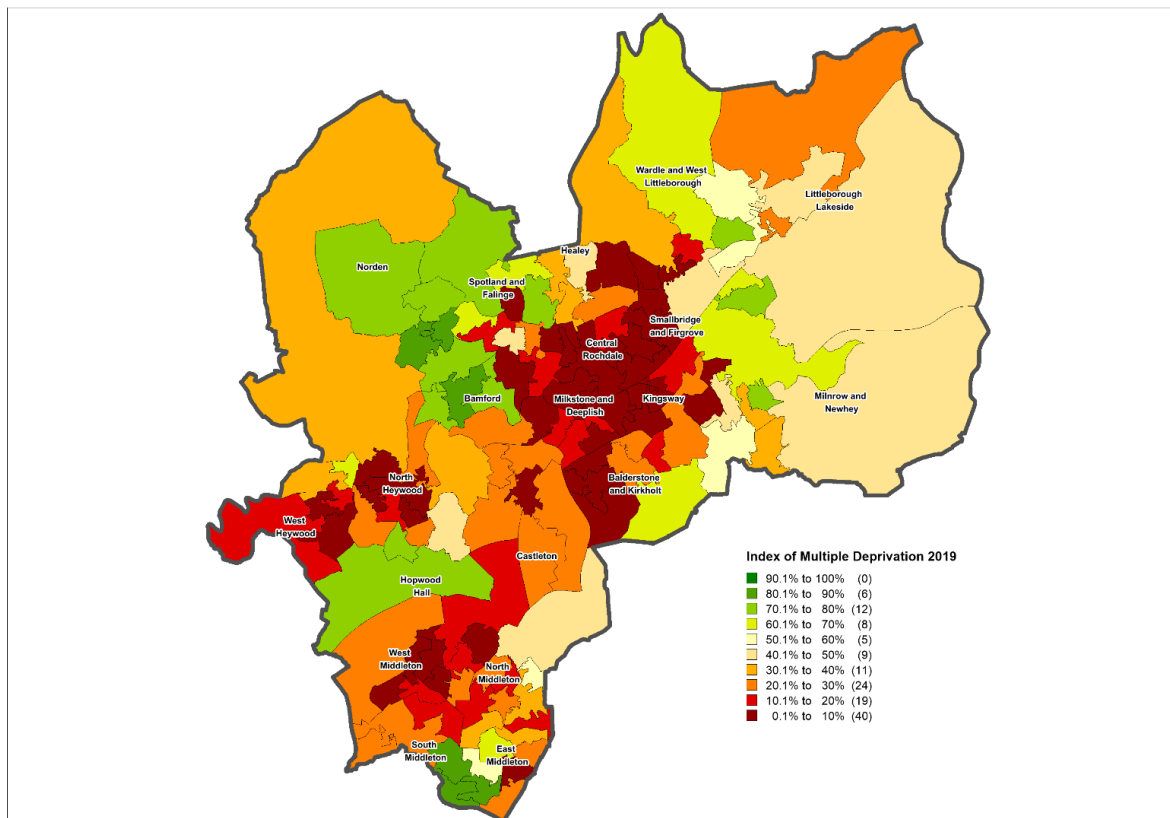 Wardle and West
Littleborough
Littleborough
Lakeside
Norden
Healey
Spotland and
Falinge
Smallbridge
and Firgrove
Central
Rochdale
Bamford
Milkstone and
Deeplish
Kingsway
Milnrow and
Newhey
North
Heywood
Balderstone
and Kirkholt
West
Heywood
Castleton
Hopwood
Hall
West
Middleton
North
Middleton
South
Middleton
East
Middleton
Index of Multiple Deprivation 2019
90.1% to 100% (0)
80.1% to 90% (6)
70.1% to 80% (12)
60.1% to 70% (8)
50.1% to 60% (5)
40.1% to 50% (9)
30.1% to 40% (11)
20.1% to 30% (24)
10.1% to 20% (19)
0.1% to 10% (40)